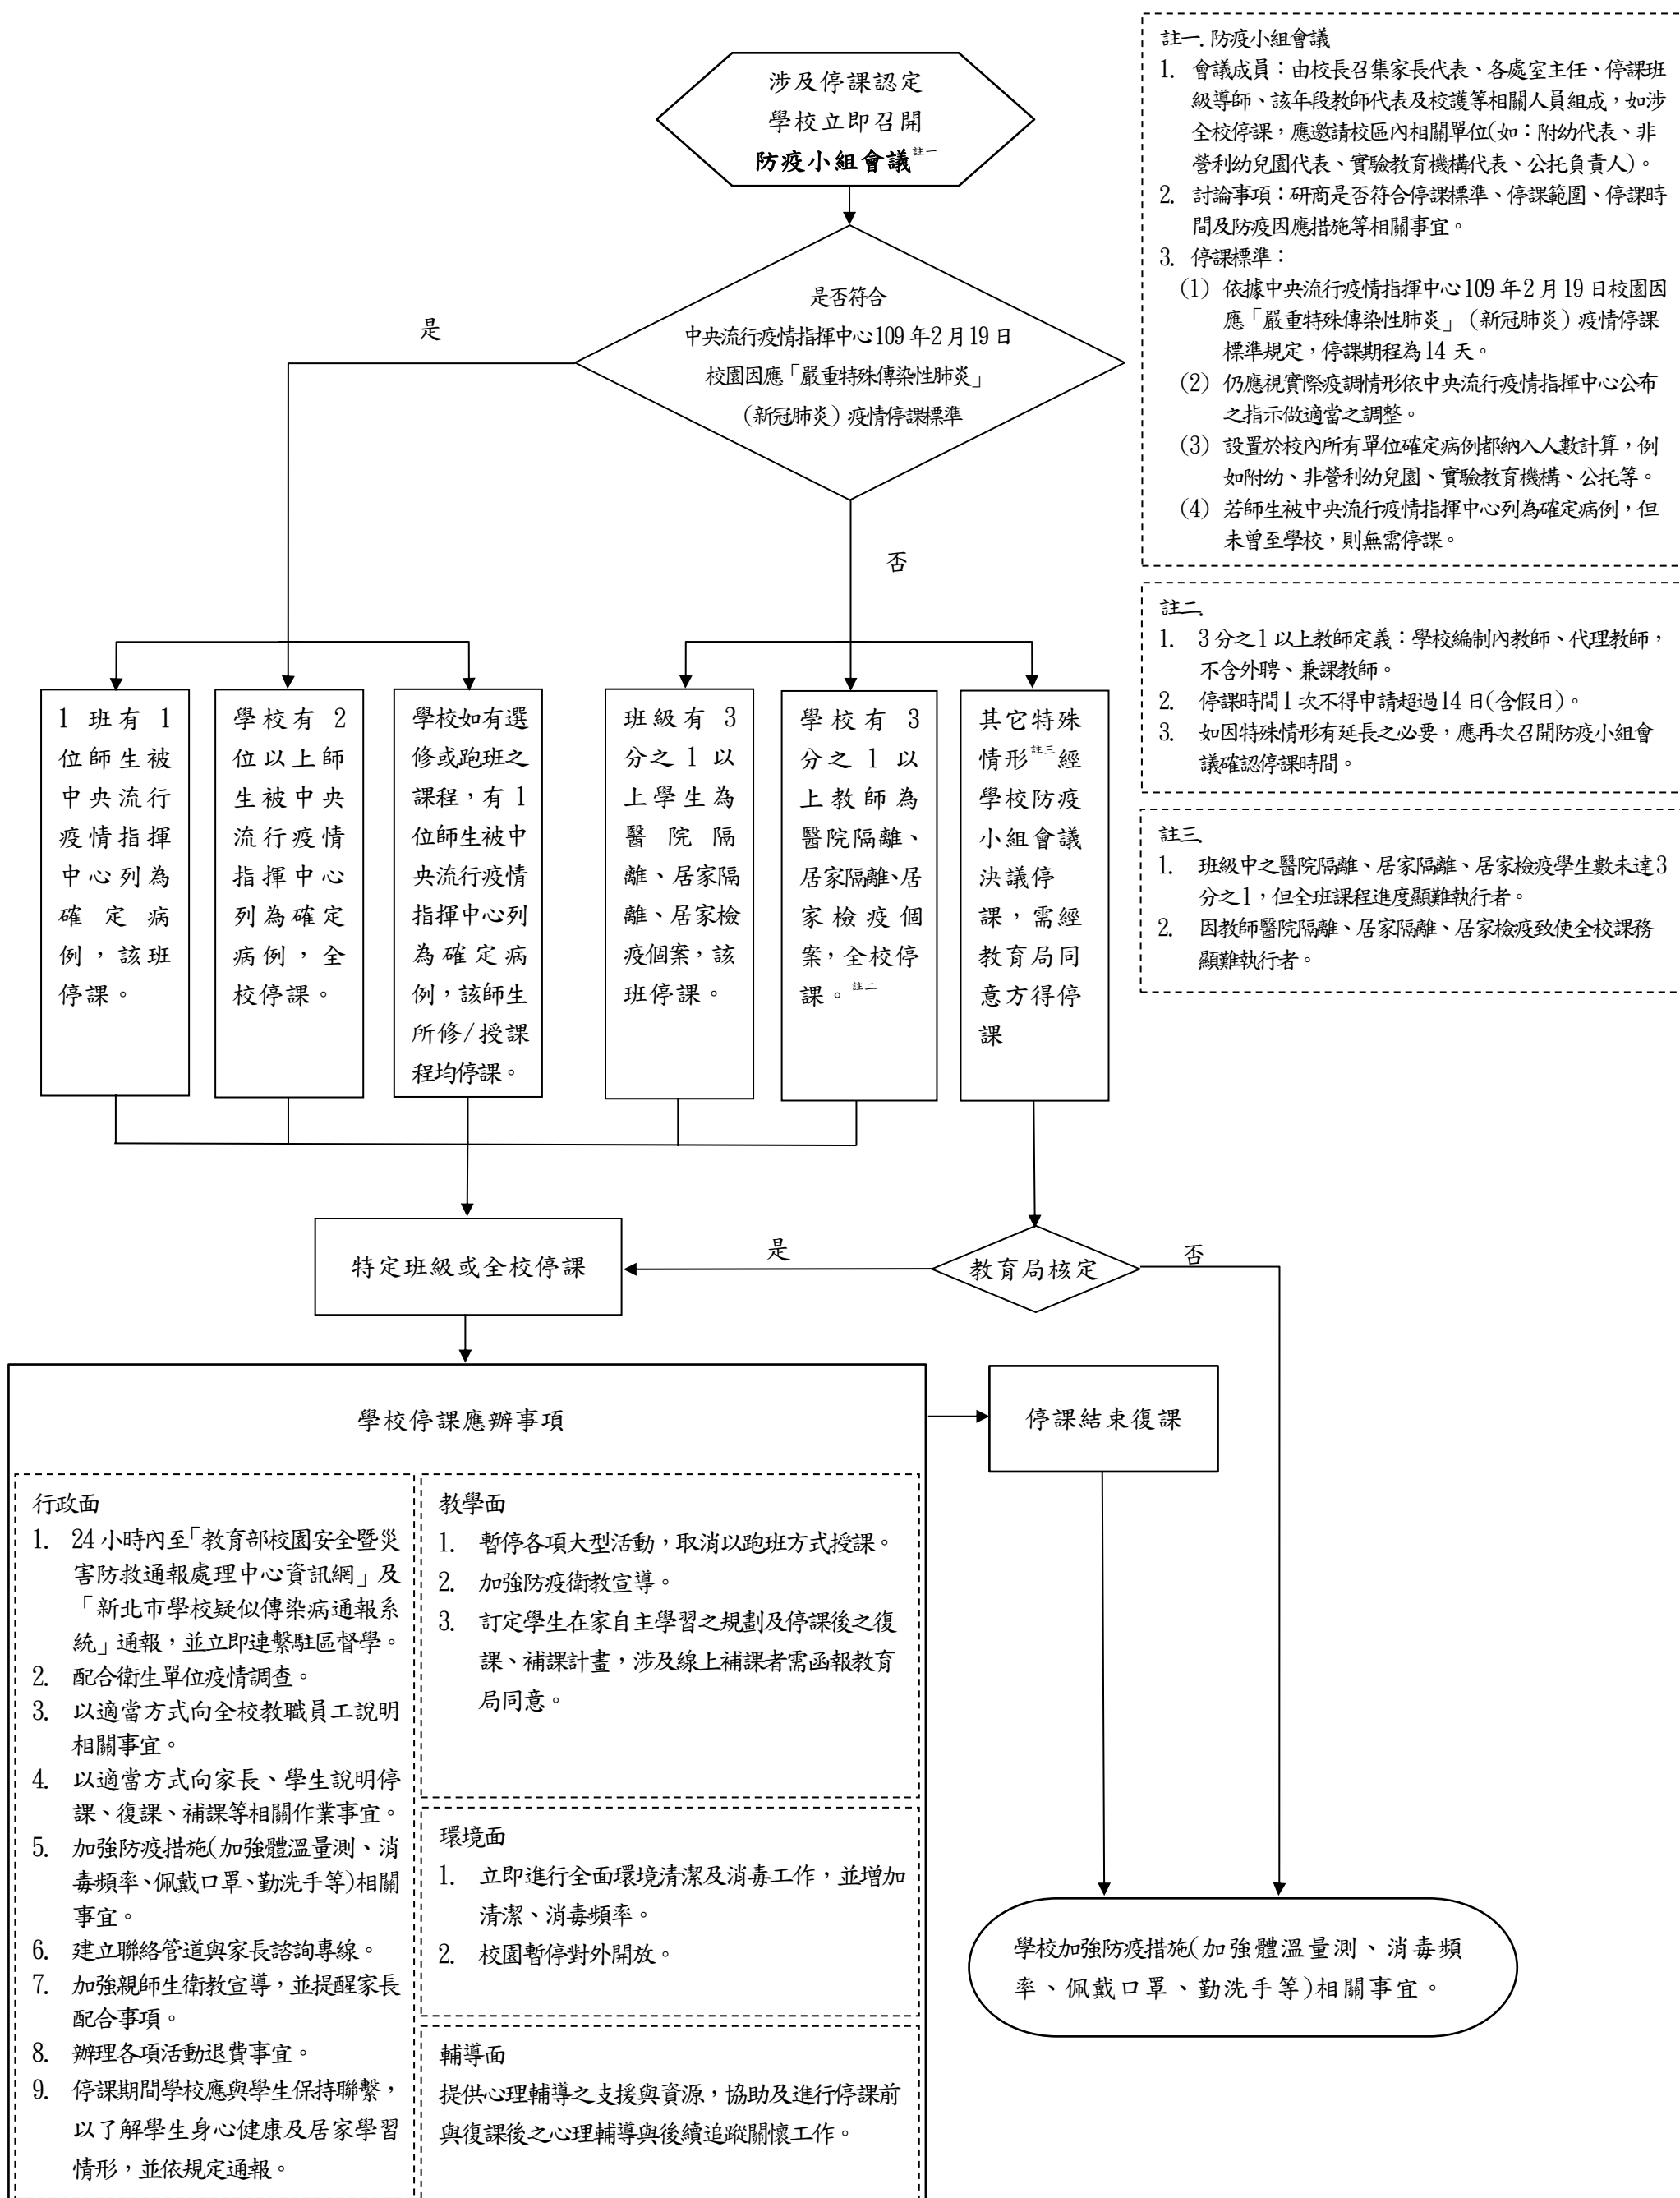 涉及停課認定
學校立即召開
防疫小組會議註一
註一. 防疫小組會議
1. 會議成員：由校長召集家長代表、各處室主任、停課班
級導師、該年段教師代表及校護等相關人員組成，如涉
全校停課，應邀請校區內相關單位(如：附幼代表、非
營利幼兒園代表、實驗教育機構代表、公托負責人)。
2. 討論事項：研商是否符合停課標準、停課範圍、停課時
間及防疫因應措施等相關事宜。
3. 停課標準：
(1) 依據中央流行疫情指揮中心109年2月19日校園因
應「嚴重特殊傳染性肺炎」（新冠肺炎）疫情停課
標準規定，停課期程為14 天。
(2) 仍應視實際疫調情形依中央流行疫情指揮中心公布
之指示做適當之調整。
(3) 設置於校內所有單位確定病例都納入人數計算，例
如附幼、非營利幼兒園、實驗教育機構、公托等。
(4) 若師生被中央流行疫情指揮中心列為確定病例，但
未曾至學校，則無需停課。
是否符合
中央流行疫情指揮中心109年2月19日
校園因應「嚴重特殊傳染性肺炎」
（新冠肺炎）疫情停課標準
是
否
註二.
1. 3分之1以上教師定義：學校編制內教師、代理教師，
不含外聘、兼課教師。
2. 停課時間1次不得申請超過14日(含假日)。
3. 如因特殊情形有延長之必要，應再次召開防疫小組會
議確認停課時間。
註三.
1. 班級中之醫院隔離、居家隔離、居家檢疫學生數未達3
分之1，但全班課程進度顯難執行者。
2. 因教師醫院隔離、居家隔離、居家檢疫致使全校課務
顯難執行者。
1 班有 1
位師生被
中央流行
疫情指揮
中心列為
確定病
例，該班
停課。
學校有 2
位以上師
生被中央
流行疫情
指揮中心
列為確定
病例，全
校停課。
學校如有選
修或跑班之
課程，有 1
位師生被中
央流行疫情
指揮中心列
為確定病
例，該師生
所修/授課
程均停課。
班級有 3
分之 1 以
上學生為
醫院隔
離、居家隔
離、居家檢
疫個案，該
班停課。
學校有 3
分之 1 以
上教師為
醫院隔離、
居家隔離、居
家檢疫個
案，全校停
課。註二
其它特殊
情形註三經
學校防疫
小組會議
決議停
課，需經
教育局同
意方得停
課
特定班級或全校停課
是
教育局核定
否
學校停課應辦事項
停課結束復課
行政面
1. 24小時內至「教育部校園安全暨災
害防救通報處理中心資訊網」及
「新北市學校疑似傳染病通報系
統」通報，並立即連繫駐區督學。
2. 配合衛生單位疫情調查。
3. 以適當方式向全校教職員工說明
相關事宜。
4. 以適當方式向家長、學生說明停
課、復課、補課等相關作業事宜。
5. 加強防疫措施(加強體溫量測、消
毒頻率、佩戴口罩、勤洗手等)相關
事宜。
6. 建立聯絡管道與家長諮詢專線。
7. 加強親師生衛教宣導，並提醒家長
配合事項。
8. 辦理各項活動退費事宜。
9. 停課期間學校應與學生保持聯繫，
以了解學生身心健康及居家學習
情形，並依規定通報。
教學面
1. 暫停各項大型活動，取消以跑班方式授課。
2. 加強防疫衛教宣導。
3. 訂定學生在家自主學習之規劃及停課後之復
課、補課計畫，涉及線上補課者需函報教育
局同意。
環境面
1. 立即進行全面環境清潔及消毒工作，並增加
清潔、消毒頻率。
2. 校園暫停對外開放。
輔導面
提供心理輔導之支援與資源，協助及進行停課前
與復課後之心理輔導與後續追蹤關懷工作。
學校加強防疫措施(加強體溫量測、消毒頻
率、佩戴口罩、勤洗手等)相關事宜。